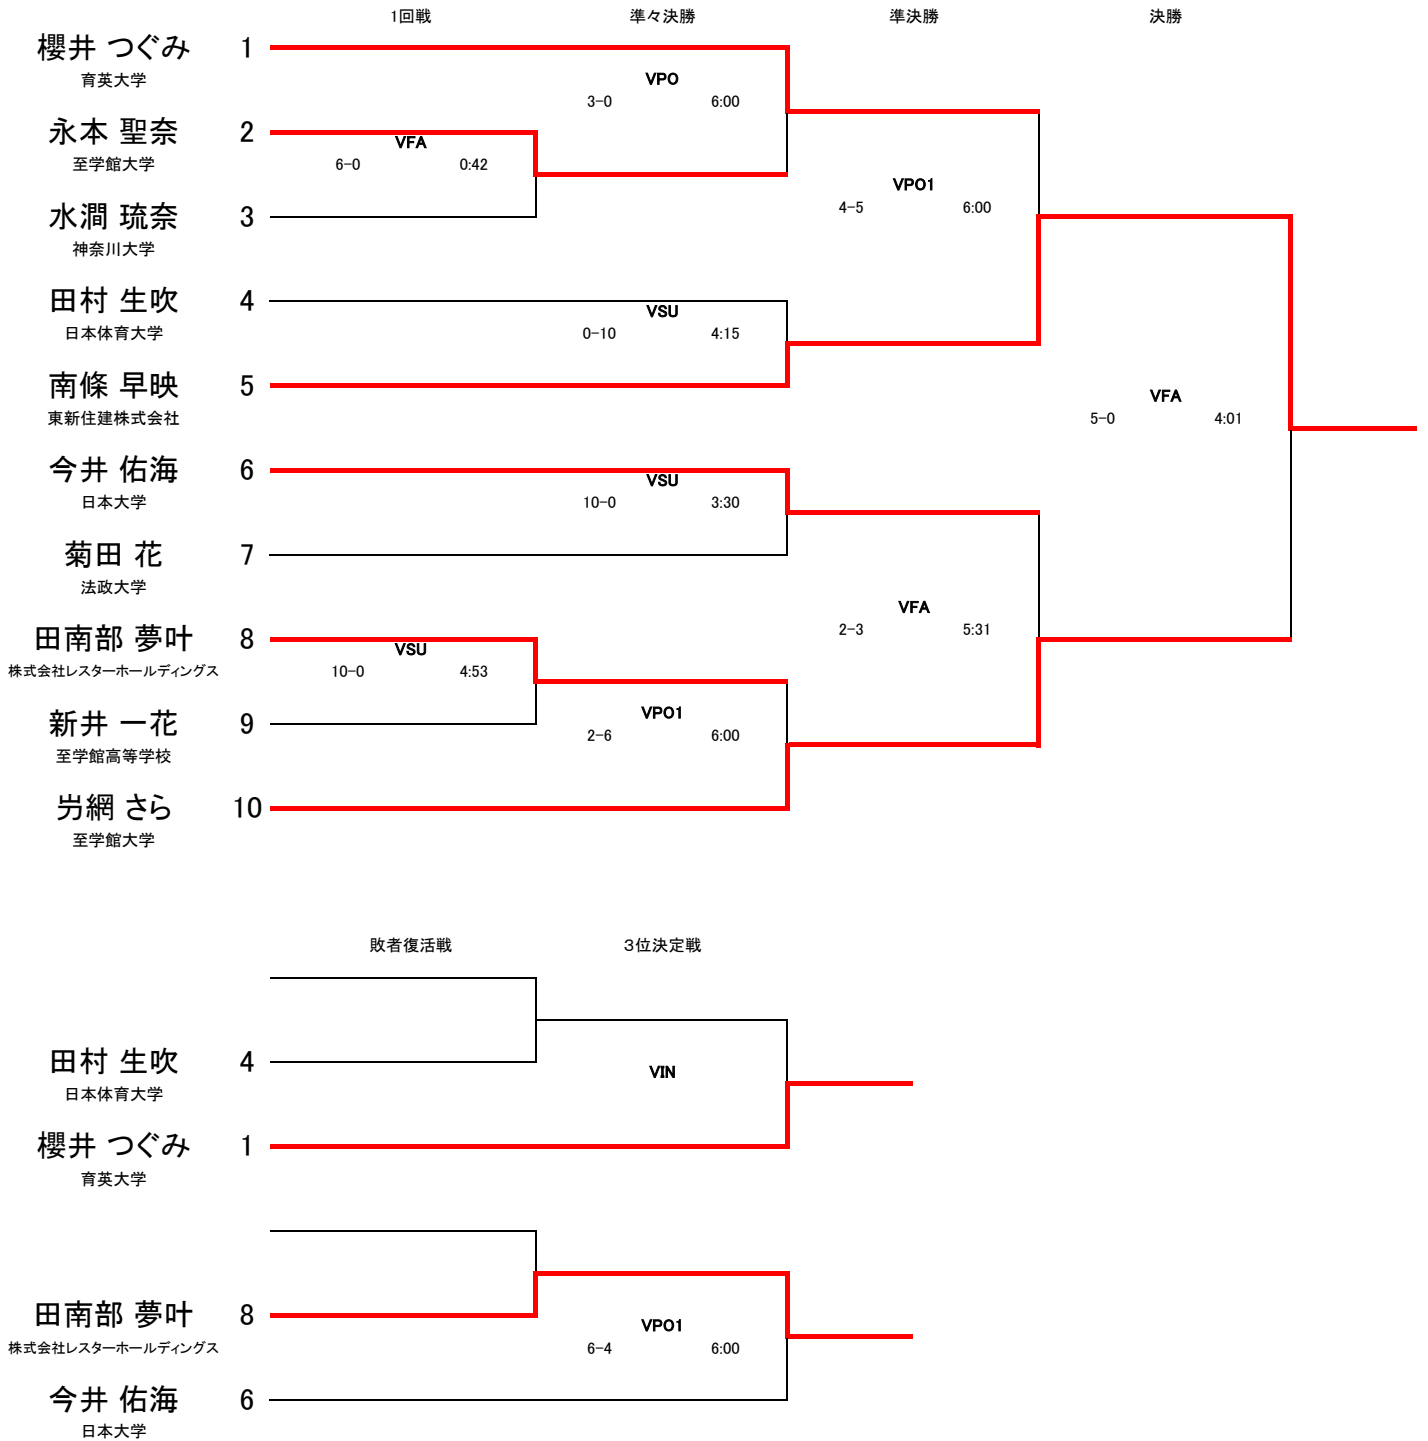 1回戦 準々決勝 準決勝 決勝
櫻井 つぐみ 1
育英大学
VPO
3-0 6:00
永本 聖奈 2
至学館大学
VFA
6-0 0:42
水澗 琉奈 3
神奈川大学
VPO1
4-5 6:00
田村 生吹 4
日本体育大学
VSU
0-10 4:15
南條 早映 5
東新住建株式会社
VFA
5-0 4:01
今井 佑海 6
日本大学
VSU
10-0 3:30
菊田 花 7
法政大学
VFA
2-3 5:31
田南部 夢叶 8
株式会社レスターホールディングス
VSU
10-0 4:53
新井 一花 9
至学館高等学校
VPO1
2-6 6:00
屶網 さら 10
至学館大学
敗者復活戦 3位決定戦
田村 生吹 4
日本体育大学
VIN
櫻井 つぐみ 1
育英大学
田南部 夢叶 8
株式会社レスターホールディングス
VPO1
6-4 6:00
今井 佑海 6
日本大学